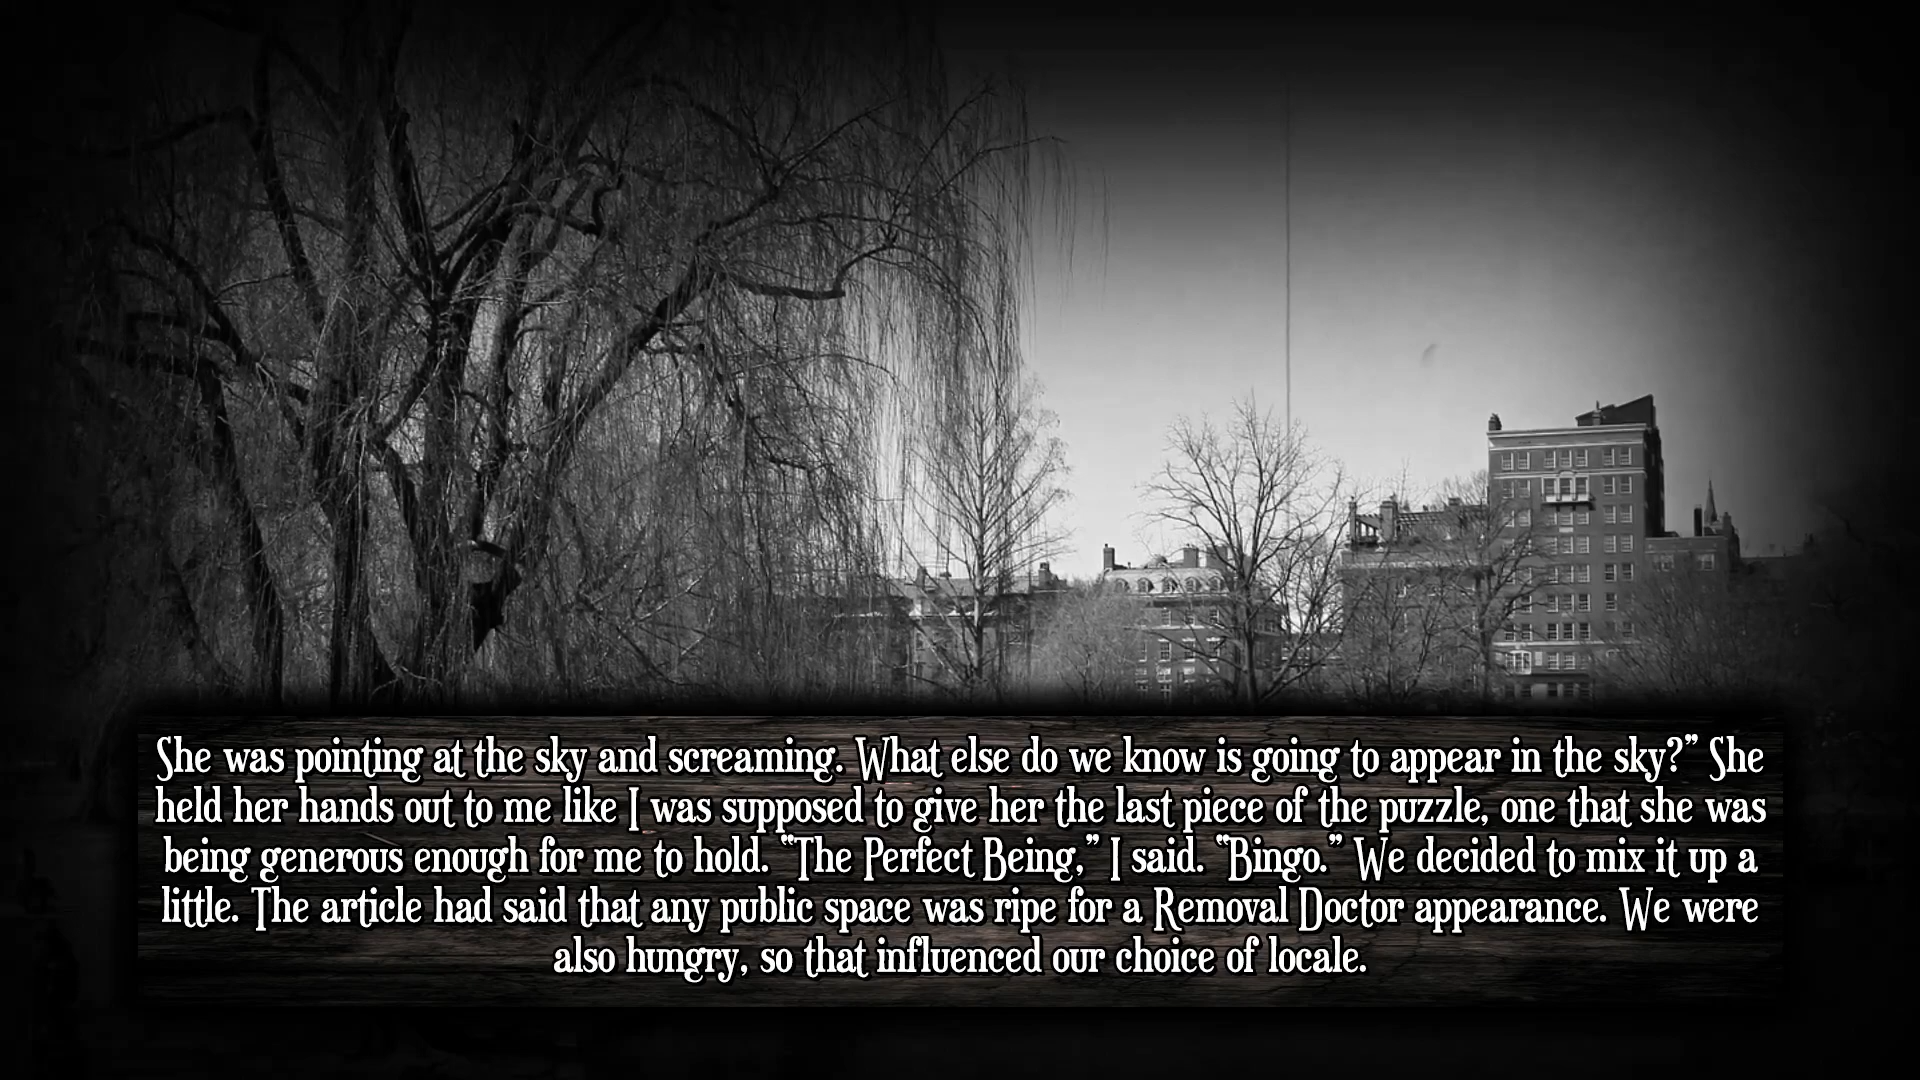 She was pointing at the sky and screaming. What else do we know is going to appear in the sky?” She
held her hands out to me like I was supposed to give her the last piece of the puzzle, one that she was
being generous enough for me to hold. “The Perfect Being,” I said. “Bingo.” We decided to mix it up a
little. The article had said that any public space was ripe for a Removal Doctor appearance. We were
also hungry, so that influenced our choice of locale.